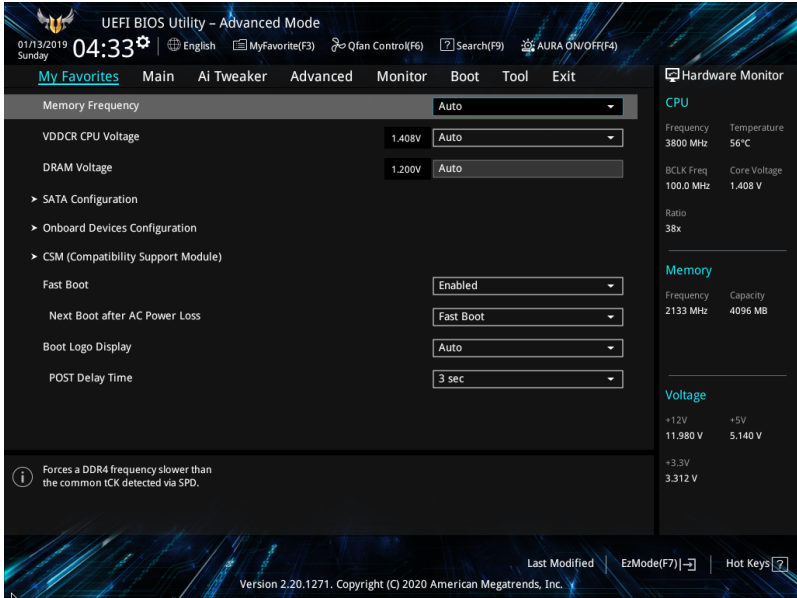 UEFI BIOS Utility – Advanced Mode
01/13/2019
Sunday
04:33
English
MyFavorite(F3)
Qfan Control(F6)
? Search(F9)
AURA ON/OFF(F4)
My Favorites Main Ai Tweaker Advanced Monitor Boot Tool Exit
Memory Frequency Auto
VDDCR CPU Voltage 1.408V Auto
DRAM Voltage 1.200V Auto
SATA Configuration
Onboard Devices Configuration
CSM (Compatibility Support Module)
Fast Boot Enabled
Next Boot after AC Power Loss Fast Boot
Boot Logo Display Auto
POST Delay Time 3 sec
i
Forces a DDR4 frequency slower than
the common tCK detected via SPD.
Hardware Monitor
CPU
Frequency Temperature
3800 MHz 56°C
BCLK Freq Core Voltage
100.0 MHz 1.408 V
Ratio
38x
Memory
Frequency Capacity
2133 MHz 4096 MB
Voltage
+12V +5V
11.980 V 5.140 V
+3.3V
3.312 V
Last Modified EzMode(F7) Hot Keys ?
Version 2.20.1271. Copyright (C) 2020 American Megatrends, Inc.